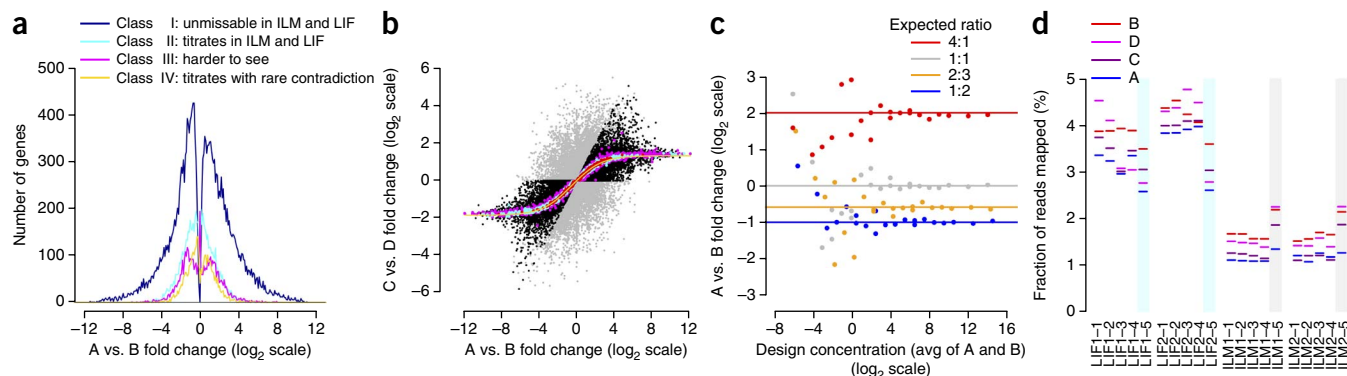 a
Class I: unmissable in ILM and LIF
Class II: titrates in ILM and LIF
Class III: harder to see
Class IV: titrates with rare contradiction
500
400
300
200
100
0
Number of genes
−12 −8 −4 0 4 8 12
A vs. B fold change (log2 scale)
b
6
4
2
0
−2
−4
−6
C vs. D fold change (log2 scale)
−12 −8 −4 0 4 8 12
A vs. B fold change (log2 scale)
c
Expected ratio
4:1
1:1
2:3
1:2
3
2
1
0
−1
−2
−3
A vs. B fold change (log2 scale)
−8 −4 0 4 8 12 16
Design concentration (avg of A and B)
(log2 scale)
d
B
D
C
A
5
4
3
2
1
0
Fraction of reads mapped (%)
LIF1−1
LIF1−2
LIF1−3
LIF1−4
LIF1−5
LIF2−1
LIF2−2
LIF2−3
LIF2−4
LIF2−5
ILM1−1
ILM1−2
ILM1−3
ILM1−4
ILM1−5
ILM2−1
ILM2−2
ILM2−3
ILM2−4
ILM2−5